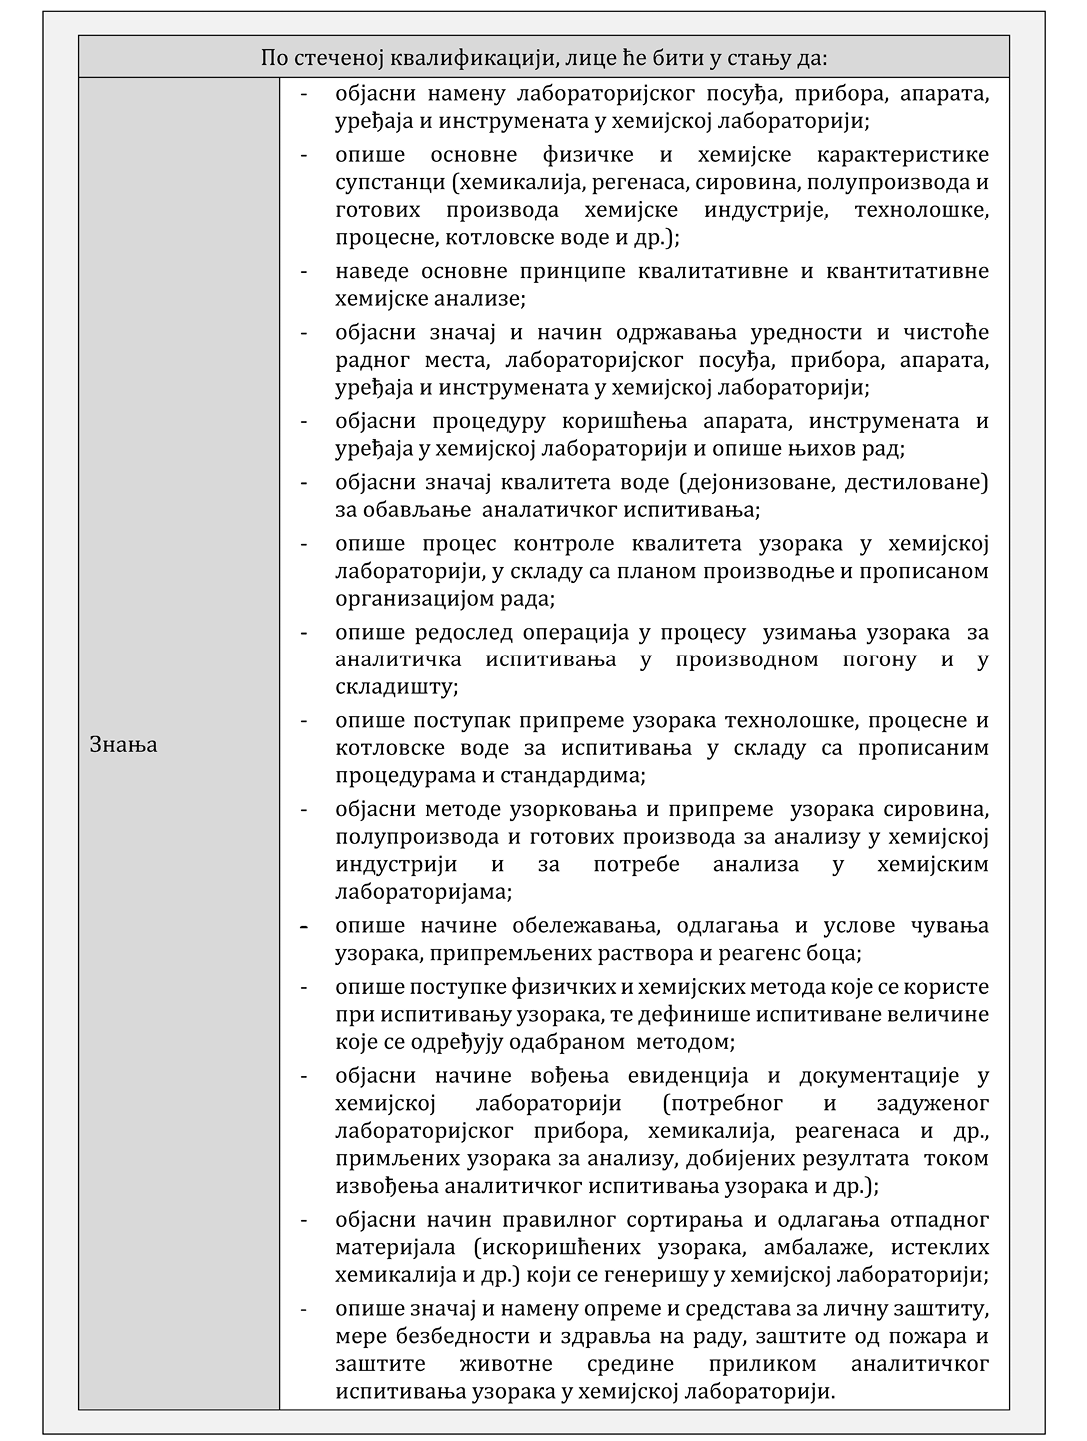 По стеченој квалификацији, лице ће бити у стању да:
Знања
- објасни намену лабораторијског посуђа, прибора, апарата,
уређаја и инструмената у хемијској лабораторији;
- опише основне физичке и хемијске карактеристике
супстанци (хемикалија, регенаса, сировина, полупроизвода и
готових производа хемијске индустрије, технолошке,
процесне, котловске воде и др.);
- наведе основне принципе квалитативне и квантитативне
хемијске анализе;
- објасни значај и начин одржавања уредности и чистоће
радног места, лабораторијског посуђа, прибора, апарата,
уређаја и инструмената у хемијској лабораторији;
- објасни процедуру коришћења апарата, инструмената и
уређаја у хемијској лабораторији и опише њихов рад;
- објасни значај квалитета воде (дејонизоване, дестиловане)
за обављање аналатичког испитивања;
- опише процес контроле квалитета узорака у хемијској
лабораторији, у складу са планом производње и прописаном
организацијом рада;
- опише редослед операција у процесу узимања узорака за
аналитичка испитивања у производном погону и у
складишту;
- опише поступак припреме узорака технолошке, процесне и
котловске воде за испитивања у складу са прописаним
процедурама и стандардима;
- објасни методе узорковања и припреме узорака сировина,
полупроизвода и готових производа за анализу у хемијској
индустрији и за потребе анализа у хемијским
лабораторијама;
- опише начине обележавања, одлагања и услове чувања
узорака, припремљених раствора и реагенс боца;
- опише поступке физичких и хемијских метода које се користе
при испитивању узорака, те дефинише испитиване величине
које се одређују одабраном методом;
- објасни начине вођења евиденција и документације у
хемијској лабораторији (потребног и задуженог
лабораторијског прибора, хемикалија, реагенаса и др.,
примљених узорака за анализу, добијених резултата током
извођења аналитичког испитивања узорака и др.);
- објасни начин правилног сортирања и одлагања отпадног
материјала (искоришћених узорака, амбалаже, истеклих
хемикалија и др.) који се генеришу у хемијској лабораторији;
- опише значај и намену опреме и средстава за личну заштиту,
мере безбедности и здравља на раду, заштите од пожара и
заштите животне средине приликом аналитичког
испитивања узорака у хемијској лабораторији.